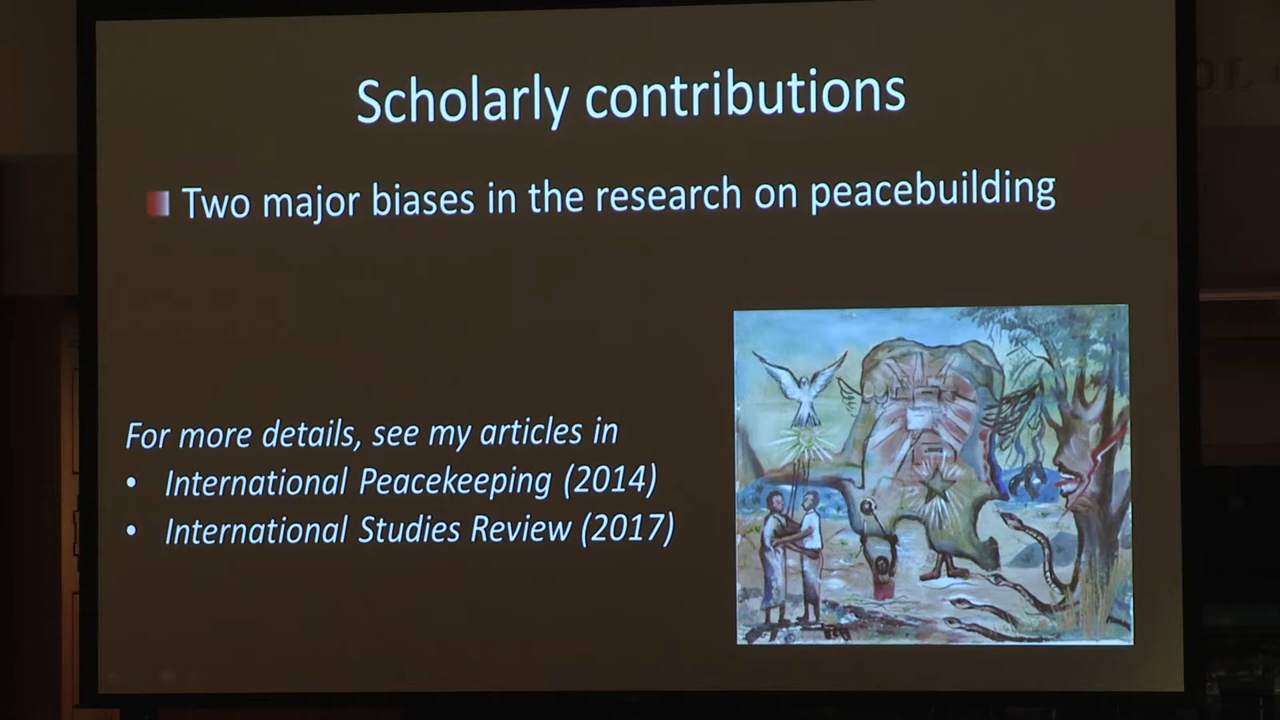 Scholarly contributions
Two major biases in the research on peacebuilding
For more details, see my articles in
• International Peacekeeping (2014)
• International Studies Review (2017)